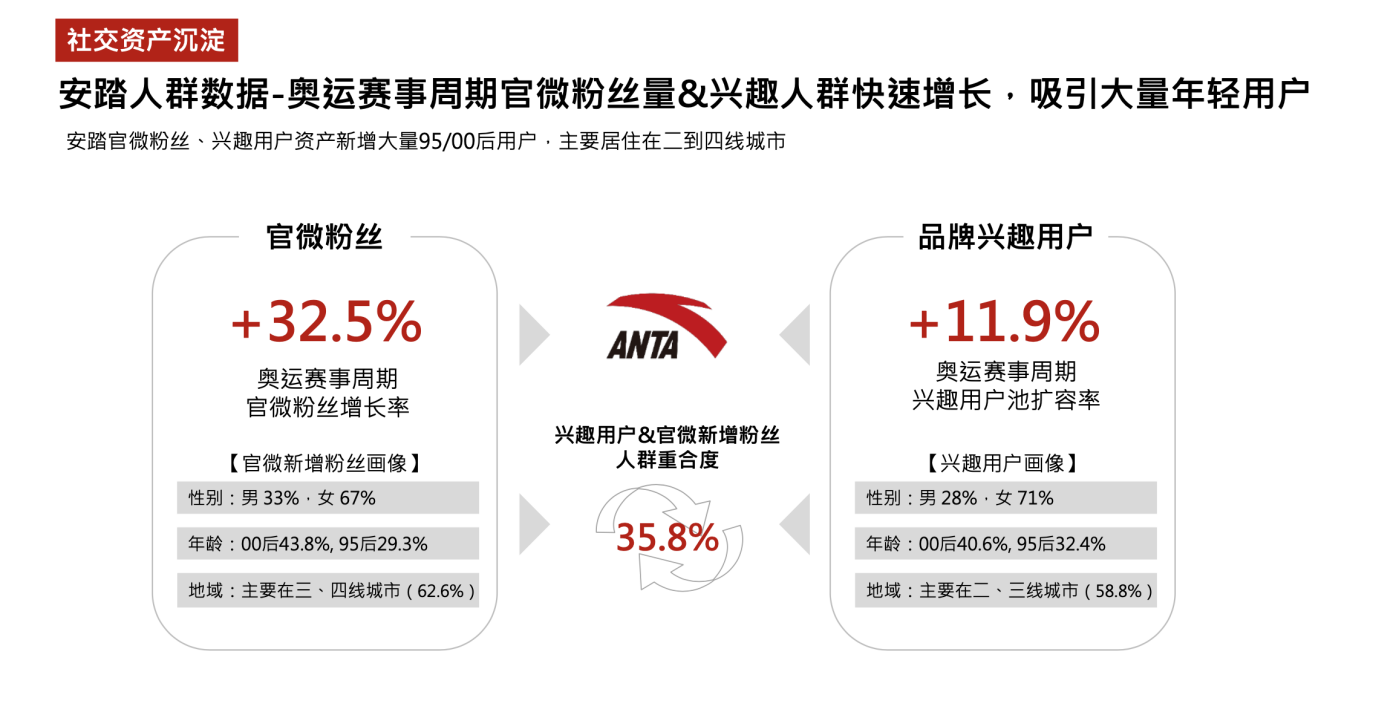 社交资产沉淀
安踏人群数据-奥运赛事周期官微粉丝量&兴趣人群快速增长，吸引大量年轻用户
安踏官微粉丝、兴趣用户资产新增大量95/00后用户，主要居住在二到四线城市
官微粉丝
+32.5%
奥运赛事周期
官微粉丝增长率
【官微新增粉丝画像】
性别：男 33%，女 67%
年龄：00后43.8%, 95后29.3%
地域：主要在三、四线城市（62.6%）
ANTA
兴趣用户&官微新增粉丝
人群重合度
35.8%
品牌兴趣用户
+11.9%
奥运赛事周期
兴趣用户池扩容率
【兴趣用户画像】
性别：男 28%，女 71%
年龄：00后40.6%, 95后32.4%
地域：主要在二、三线城市（58.8%）